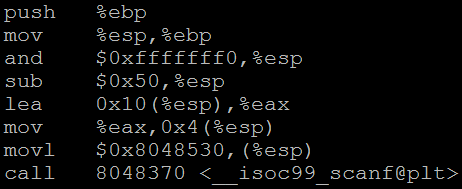 push %ebp
mov %esp,%ebp
and $0xfffffff0,%esp
sub $0x50,%esp
lea 0x10(%esp),%eax
mov %eax,0x4(%esp)
movl $0x8048530,(%esp)
call 8048370 <__isoc99_scanf@plt>